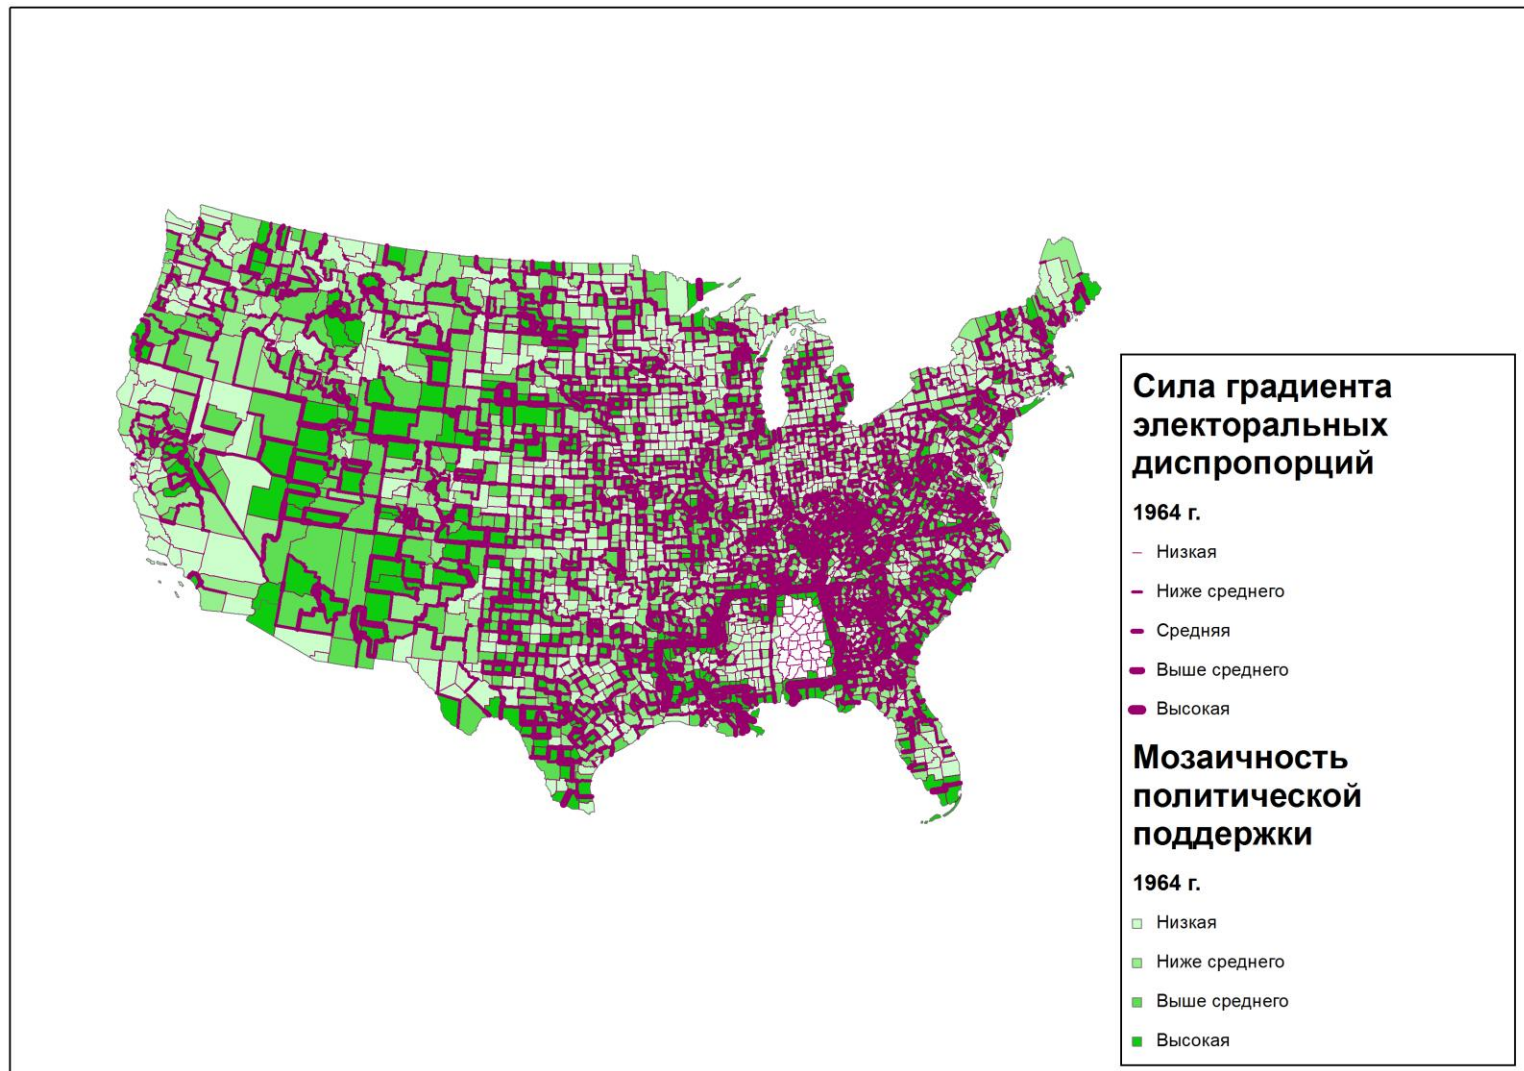 Сила градиента
электоральных
диспропорций
1964 г.
Низкая
Ниже среднего
Средняя
Выше среднего
Высокая
Мозаичность
политической
поддержки
1964 г.
Низкая
Ниже среднего
Выше среднего
Высокая